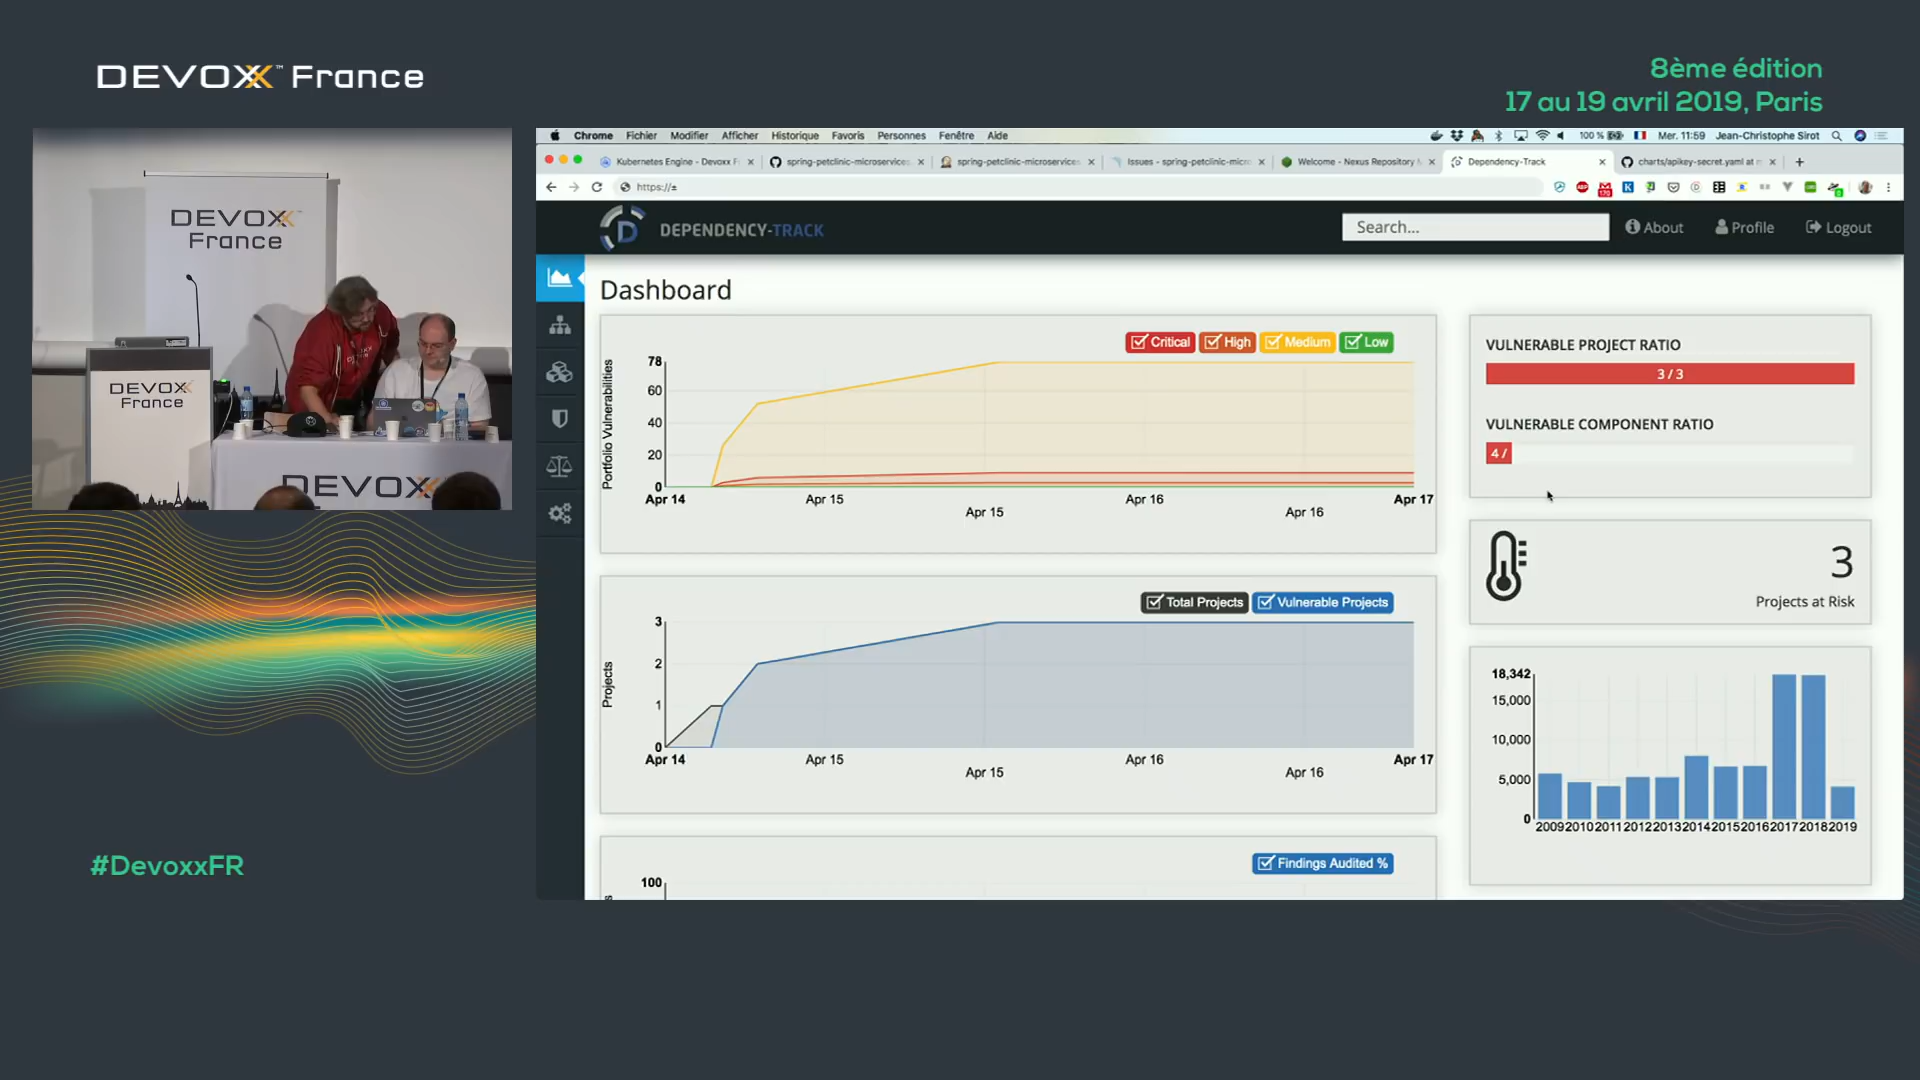 DEVOXX™ France
8ème édition
17 au 19 avril 2019, Paris
DEVOXX
France
DEVOXX
France
DEVOXX
#DevoxxFR
Chrome Fichier Modifier Afficher Historique Favoris Personnes Fenêtre Aide
100 % Mer. 11:59 Jean-Christophe Sirot
Kubernetes Engine - Devoxx F
spring-petclinic-microservices
spring-petclinic-microservices
Issues - spring-petclinic-micro
Welcome - Nexus Repository
Dependency-Track
charts/apikey-secret.yaml at
https://±
DEPENDENCY-TRACK
Search...
About
Profile
Logout
Dashboard
Critical High Medium Low
Portfolio Vulnerabilities
78
60
40
20
0
Apr 14 Apr 15 Apr 15 Apr 16 Apr 16 Apr 17
VULNERABLE PROJECT RATIO
3 / 3
VULNERABLE COMPONENT RATIO
4 /
3
Projects at Risk
Total Projects Vulnerable Projects
Projects
3
2
1
0
Apr 14 Apr 15 Apr 15 Apr 16 Apr 16 Apr 17
18,342
15,000
10,000
5,000
0
2009 2010 2011 2012 2013 2014 2015 2016 2017 2018 2019
Findings Audited %
100